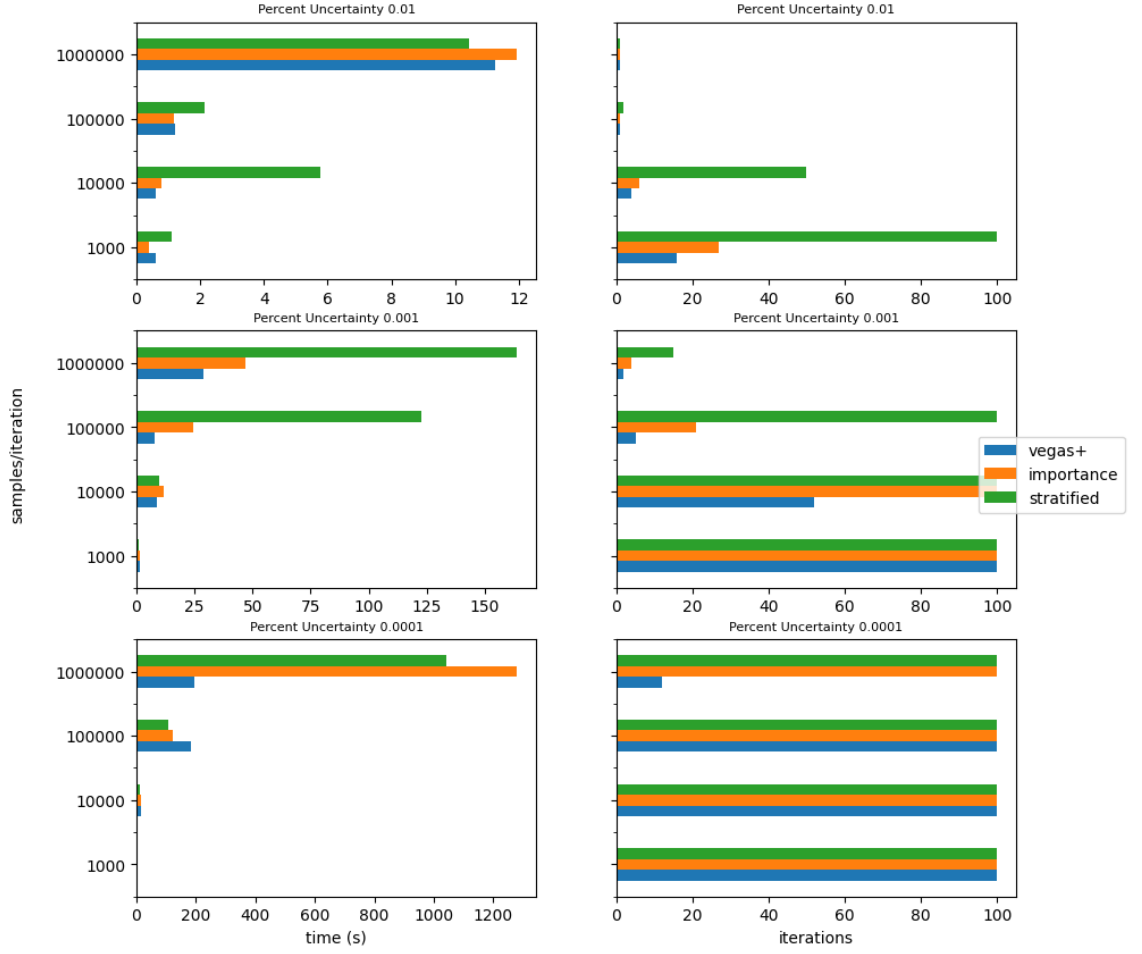 Percent Uncertainty 0.01
1000000
100000
10000
1000
0 2 4 6 8 10 12
Percent Uncertainty 0.01
0 20 40 60 80 100
Percent Uncertainty 0.001
samples/iteration
1000000
100000
10000
1000
0 25 50 75 100 125 150
Percent Uncertainty 0.001
0 20 40 60 80 100
vegas+
importance
stratified
Percent Uncertainty 0.0001
1000000
100000
10000
1000
0 200 400 600 800 1000 1200
time (s)
Percent Uncertainty 0.0001
0 20 40 60 80 100
iterations